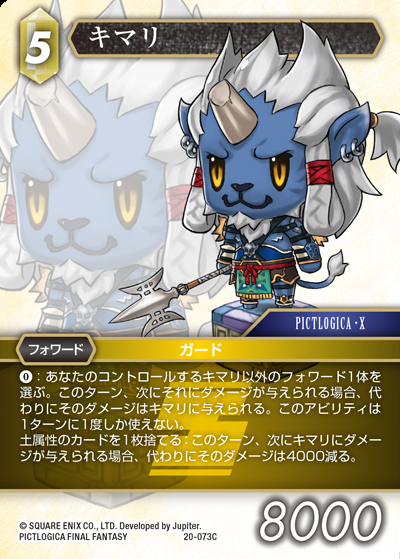 5
キマリ
PICTLOGICA・X
フォワード
ガード
0：あなたのコントロールするキマリ以外のフォワード1体を
選ぶ。このターン、次にそれにダメージが与えられる場合、代
わりにそのダメージはキマリに与えられる。このアビリティは
1ターンに1度しか使えない。
土属性のカードを1枚捨てる：このターン、次にキマリにダメー
ジが与えられる場合、代わりにそのダメージは4000減る。
© SQUARE ENIX CO., LTD. Developed by Jupiter.
PICTLOGICA FINAL FANTASY
20-073C
8000